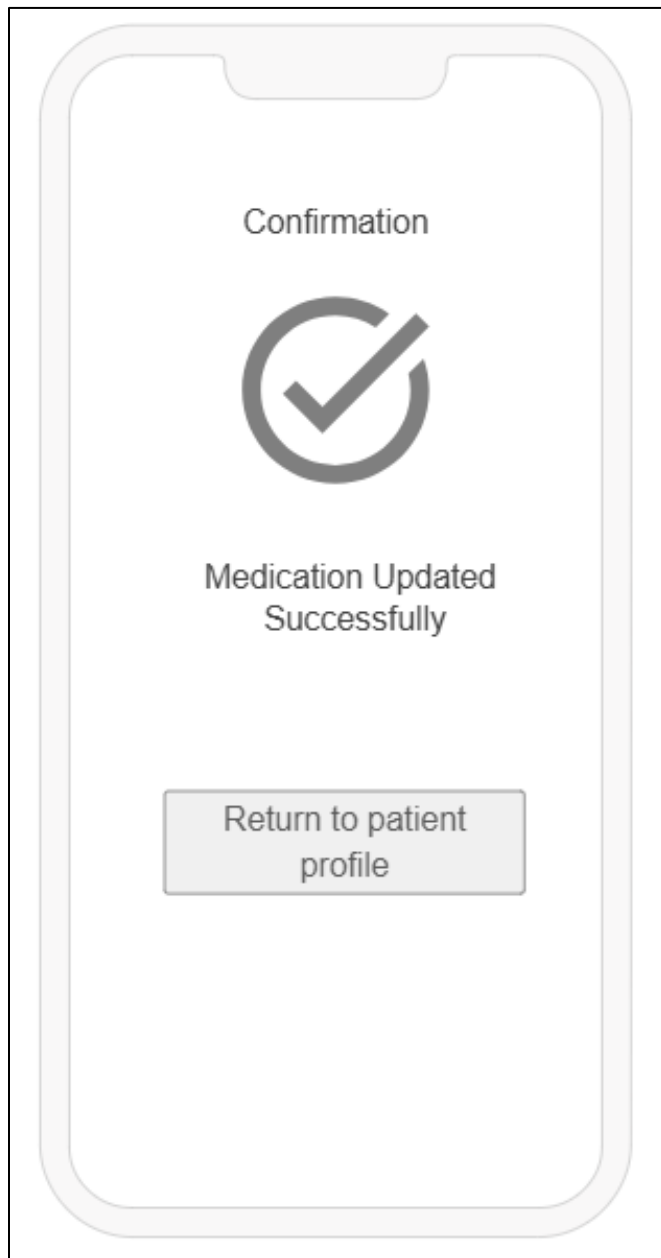 Confirmation
Medication Updated
Successfully
Return to patient
profile